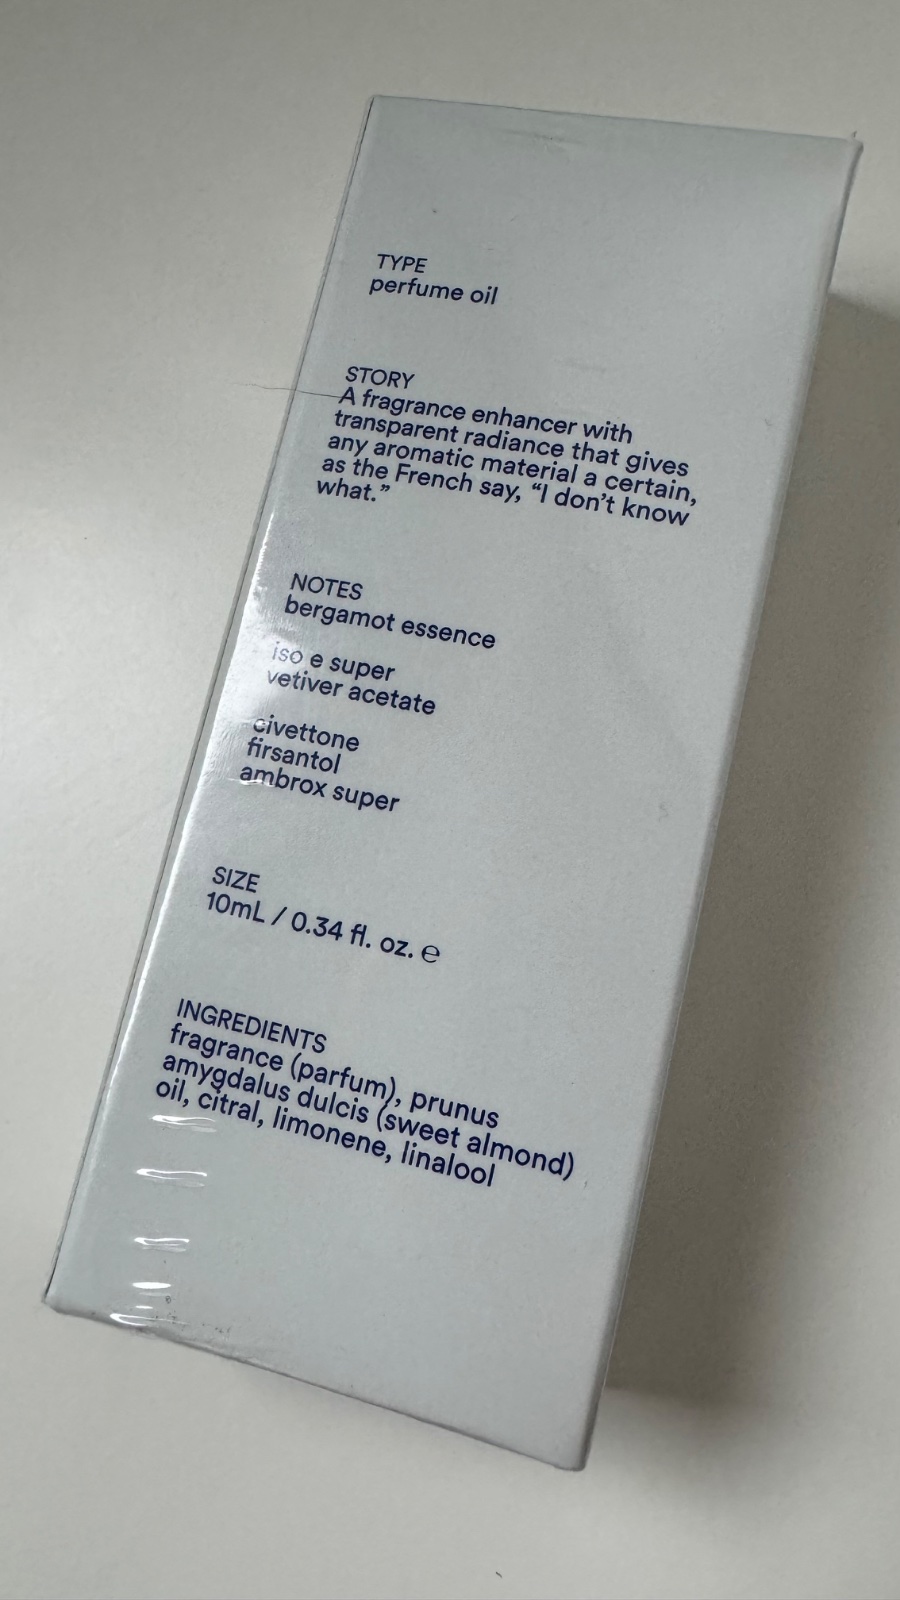 TYPE
perfume oil
STORY
A fragrance enhancer with
transparent radiance that gives
any aromatic material a certain,
as the French say, “I don’t know
what.”
NOTES
bergamot essence
iso e super
vetiver acetate
civettone
firsantol
ambrox super
SIZE
10mL / 0.34 fl. oz. ℮
INGREDIENTS
fragrance (parfum), prunus
amygdalus dulcis (sweet almond)
oil, citral, limonene, linalool